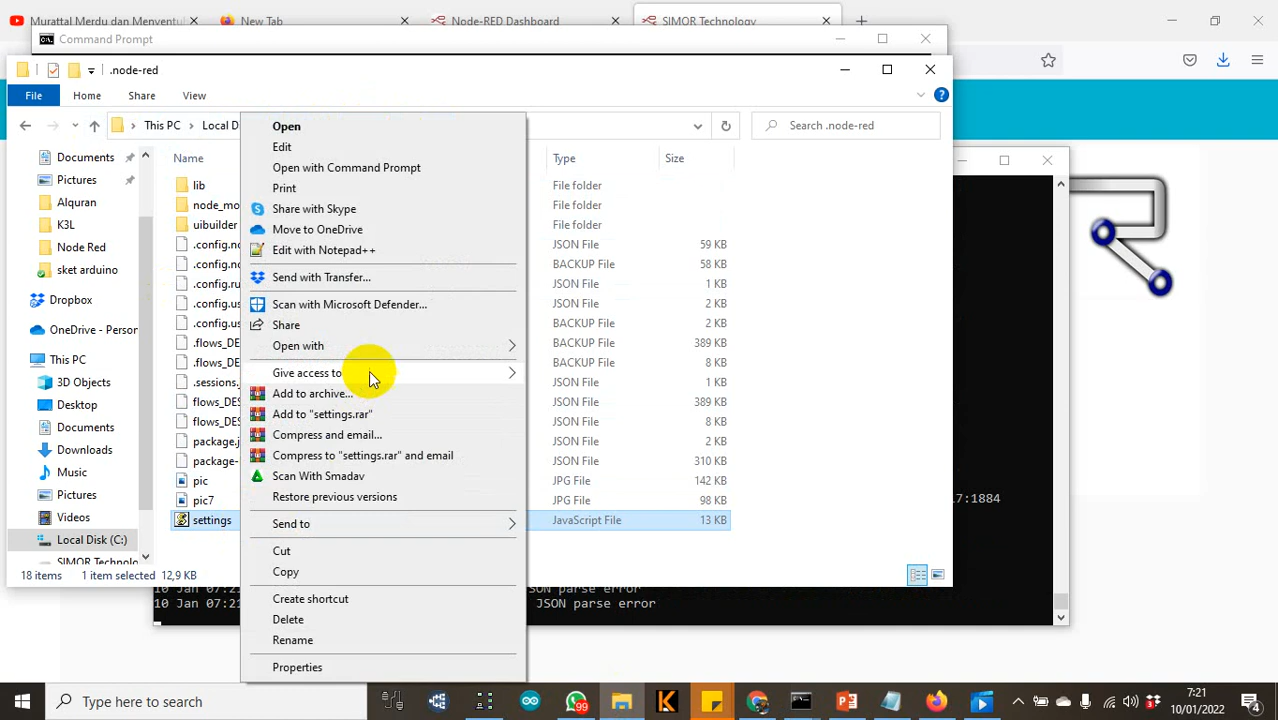 Murattal Merdu dan Menyentu
New Tab
Node-RED Dashboard
SIMOR Technology
Command Prompt
.node-red
File
Home
Share
View
This PC
Local D
Search .node-red
Name
Type
Size
Documents
Pictures
Alquran
K3L
Node Red
sket arduino
Dropbox
OneDrive - Person
This PC
3D Objects
Desktop
Documents
Downloads
Music
Pictures
Videos
Local Disk (C:)
SIMOR Technolo
lib
File folder
node_mo
File folder
uibuilder
File folder
.config.no
JSON File
59 KB
.config.no
BACKUP File
58 KB
.config.ru
JSON File
1 KB
.config.us
JSON File
2 KB
.config.us
BACKUP File
2 KB
.flows_DE
BACKUP File
389 KB
.flows_DE
BACKUP File
8 KB
.sessions.
JSON File
1 KB
flows_DES
JSON File
389 KB
flows_DES
JSON File
8 KB
package.j
JSON File
2 KB
package-
JSON File
310 KB
pic
JPG File
142 KB
pic7
JPG File
98 KB
settings
JavaScript File
13 KB
Open
Edit
Open with Command Prompt
Print
Share with Skype
Move to OneDrive
Edit with Notepad++
Send with Transfer...
Scan with Microsoft Defender...
Share
Open with
Give access to
Add to archive...
Add to "settings.rar"
Compress and email...
Compress to "settings.rar" and email
Scan With Smadav
Restore previous versions
Send to
Cut
Copy
Create shortcut
Delete
Rename
Properties
18 items
1 item selected
12,9 KB
7:1884
10 Jan 07:21
SON parse error
10 Jan 07:21
JSON parse error
Type here to search
99
7:21
10/01/2022
4